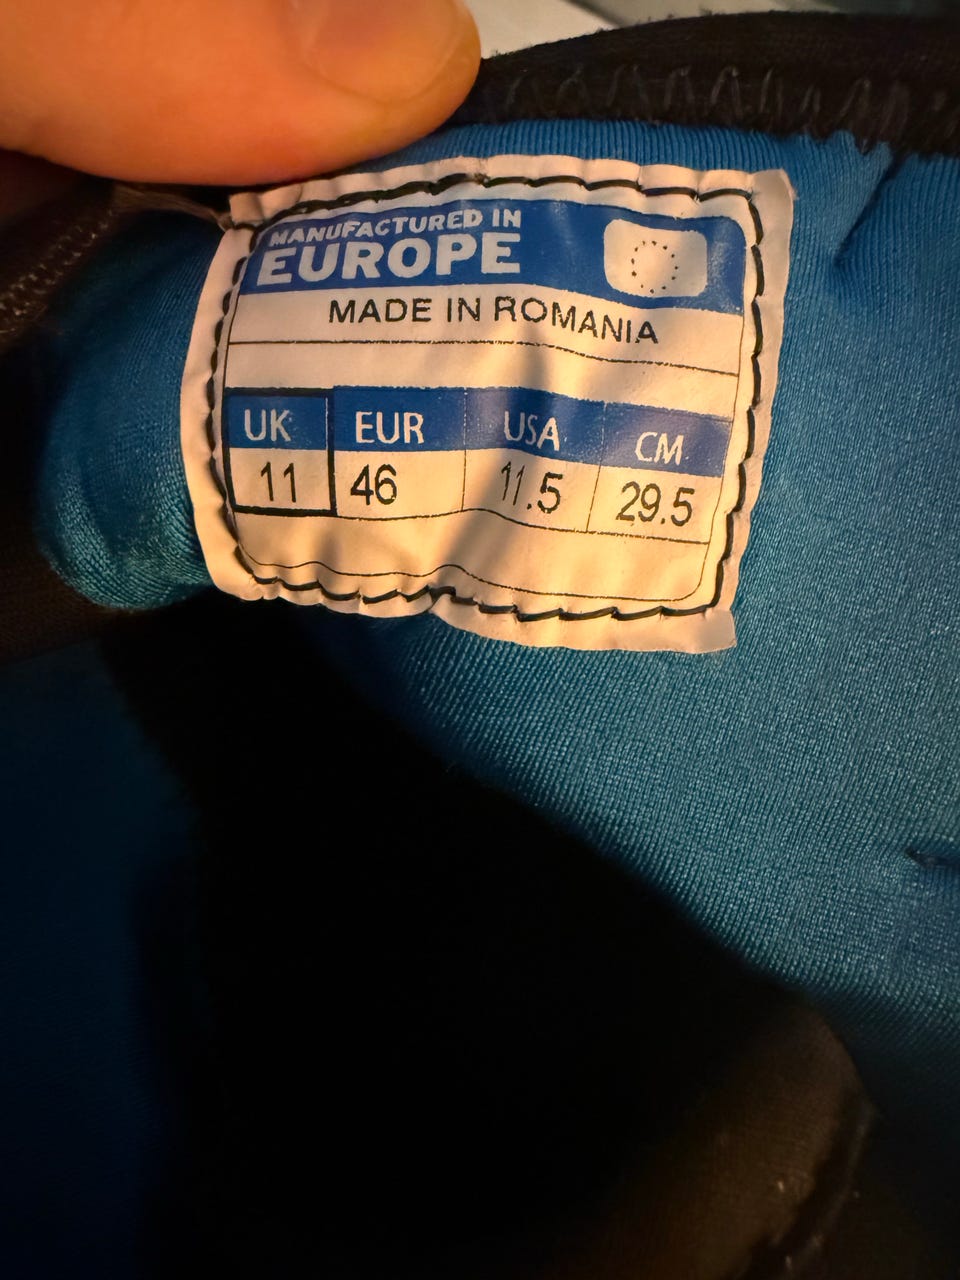 MANUFACTURED IN
EUROPE
MADE IN ROMANIA
UK EUR USA CM
11 46 11.5 29.5